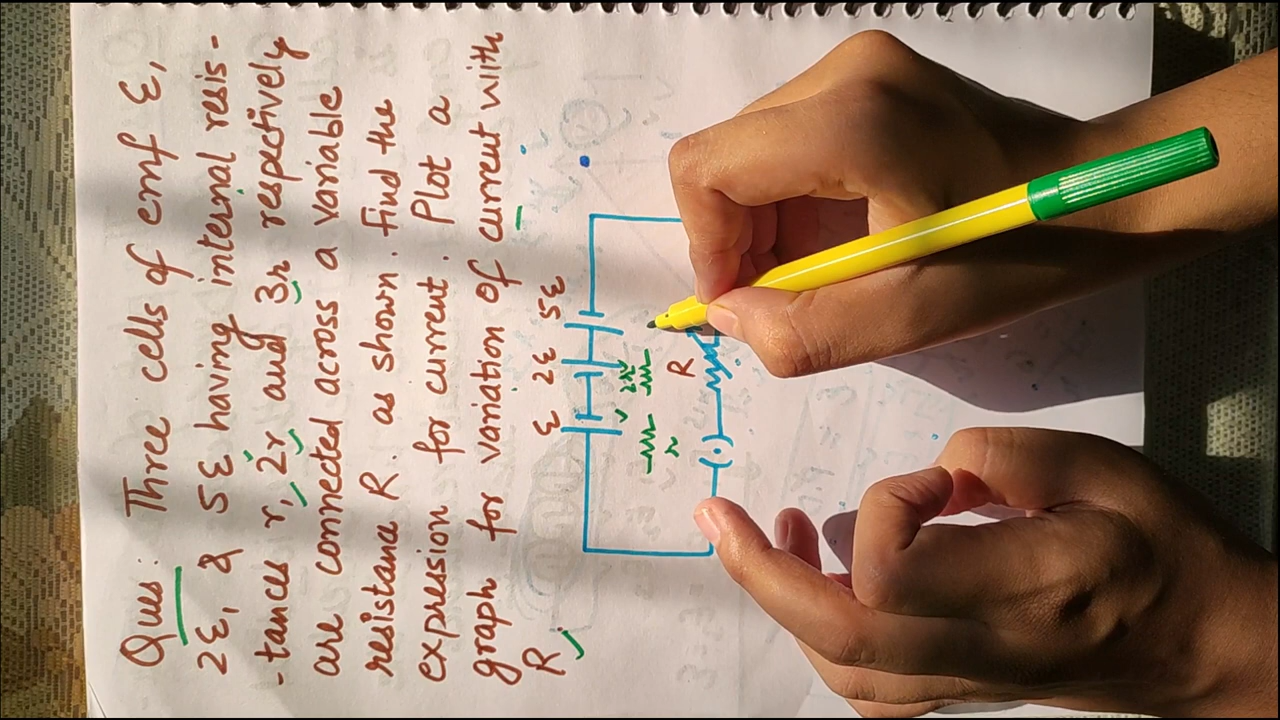 Ques: Three cells of emf ε,
2ε, & 5ε having internal resis-
-tances r, 2r and 3r respectively
are connected across a variable
resistance R. as shown. Find the
expression for current. Plot a
graph for variation of current with
R
ε 2ε 5ε
r 2r
R